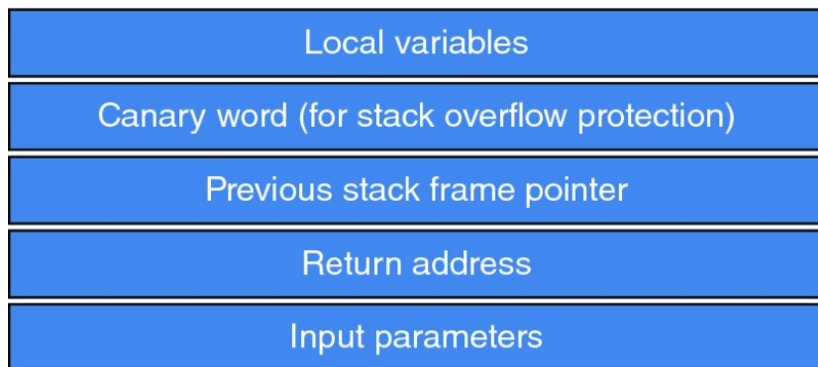 Local variables
Canary word (for stack overflow protection)
Previous stack frame pointer
Return address
Input parameters